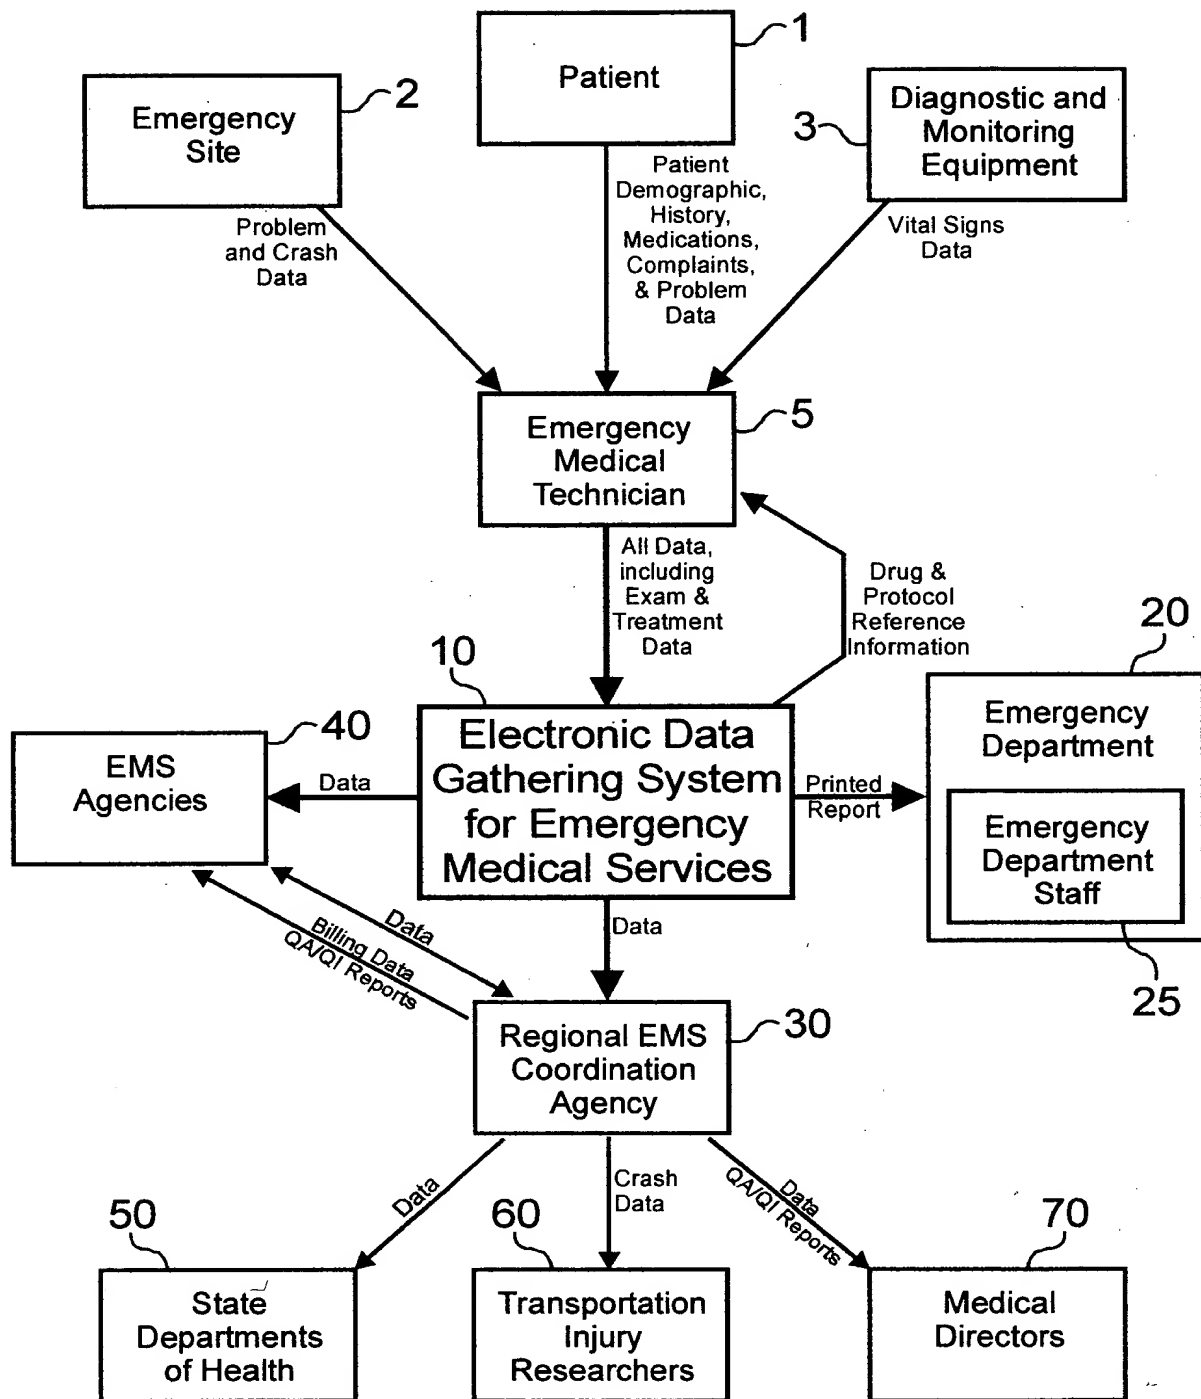 1
Patient
2
Emergency
Site
3
Diagnostic and
Monitoring
Equipment
Problem
and Crash
Data
Patient
Demographic,
History,
Medications,
Complaints,
& Problem
Data
Vital Signs
Data
5
Emergency
Medical
Technician
All Data,
including
Exam &
Treatment
Data
Drug &
Protocol
Reference
Information
10
Electronic Data
Gathering System
for Emergency
Medical Services
20
Emergency
Department
Emergency
Department
Staff
25
Printed
Report
40
EMS
Agencies
Data
Data
Billing Data
QA/QI Reports
Data
30
Regional EMS
Coordination
Agency
Data
Crash
Data
Data
QA/QI Reports
50
State
Departments
of Health
60
Transportation
Injury
Researchers
70
Medical
Directors